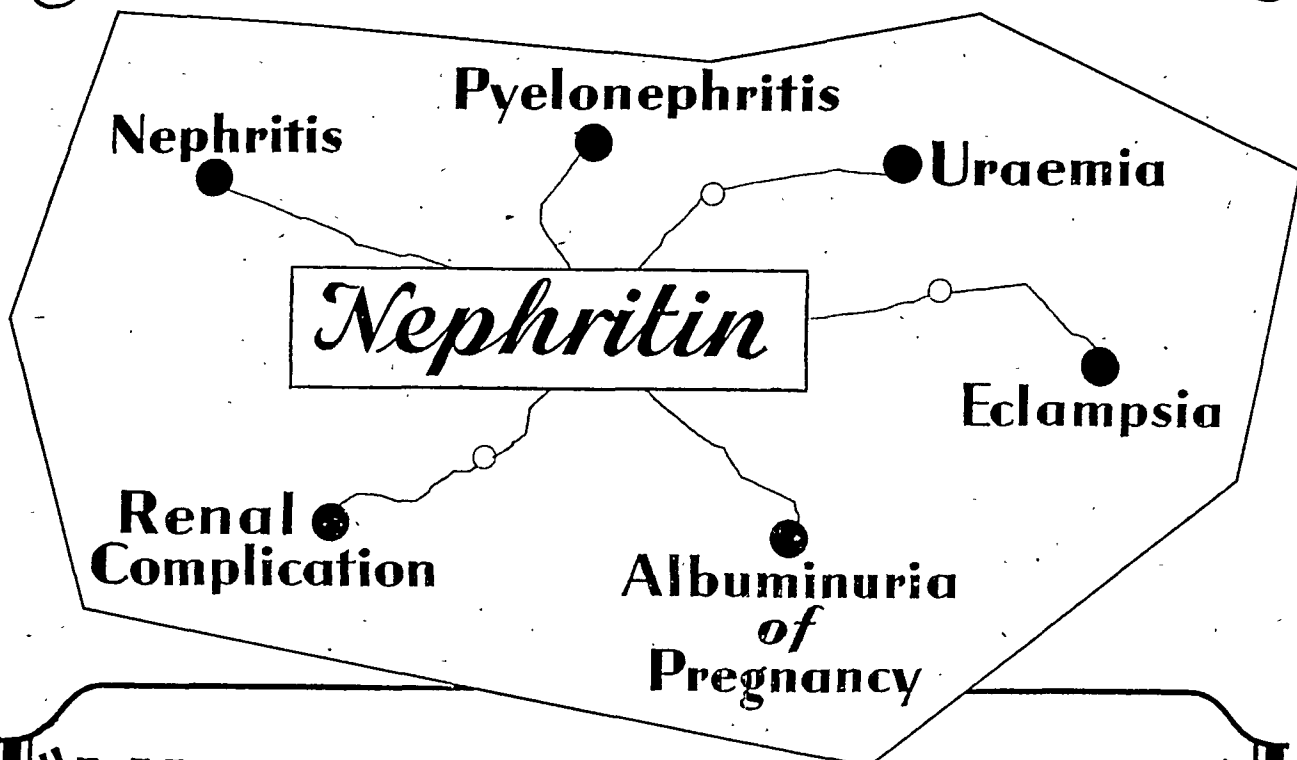 Pyelonephritis
Nephritis
Uraemia
Nephritin
Eclampsia
Renal
Complication
Albuminuria
of
Pregnancy